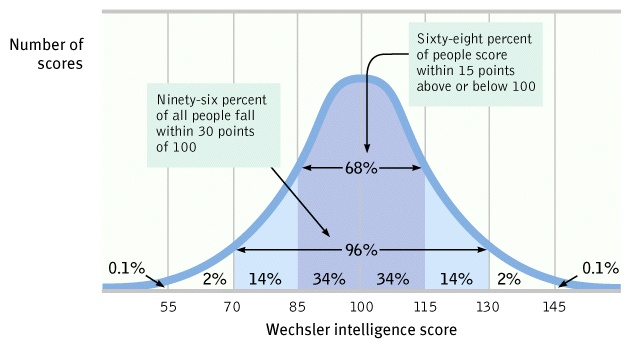 Number of
scores
Sixty-eight percent
of people score
within 15 points
above or below 100
Ninety-six percent
of all people fall
within 30 points
of 100
68%
96%
0.1%
2%
14%
34%
34%
14%
2%
0.1%
55
70
85
100
115
130
145
Wechsler intelligence score